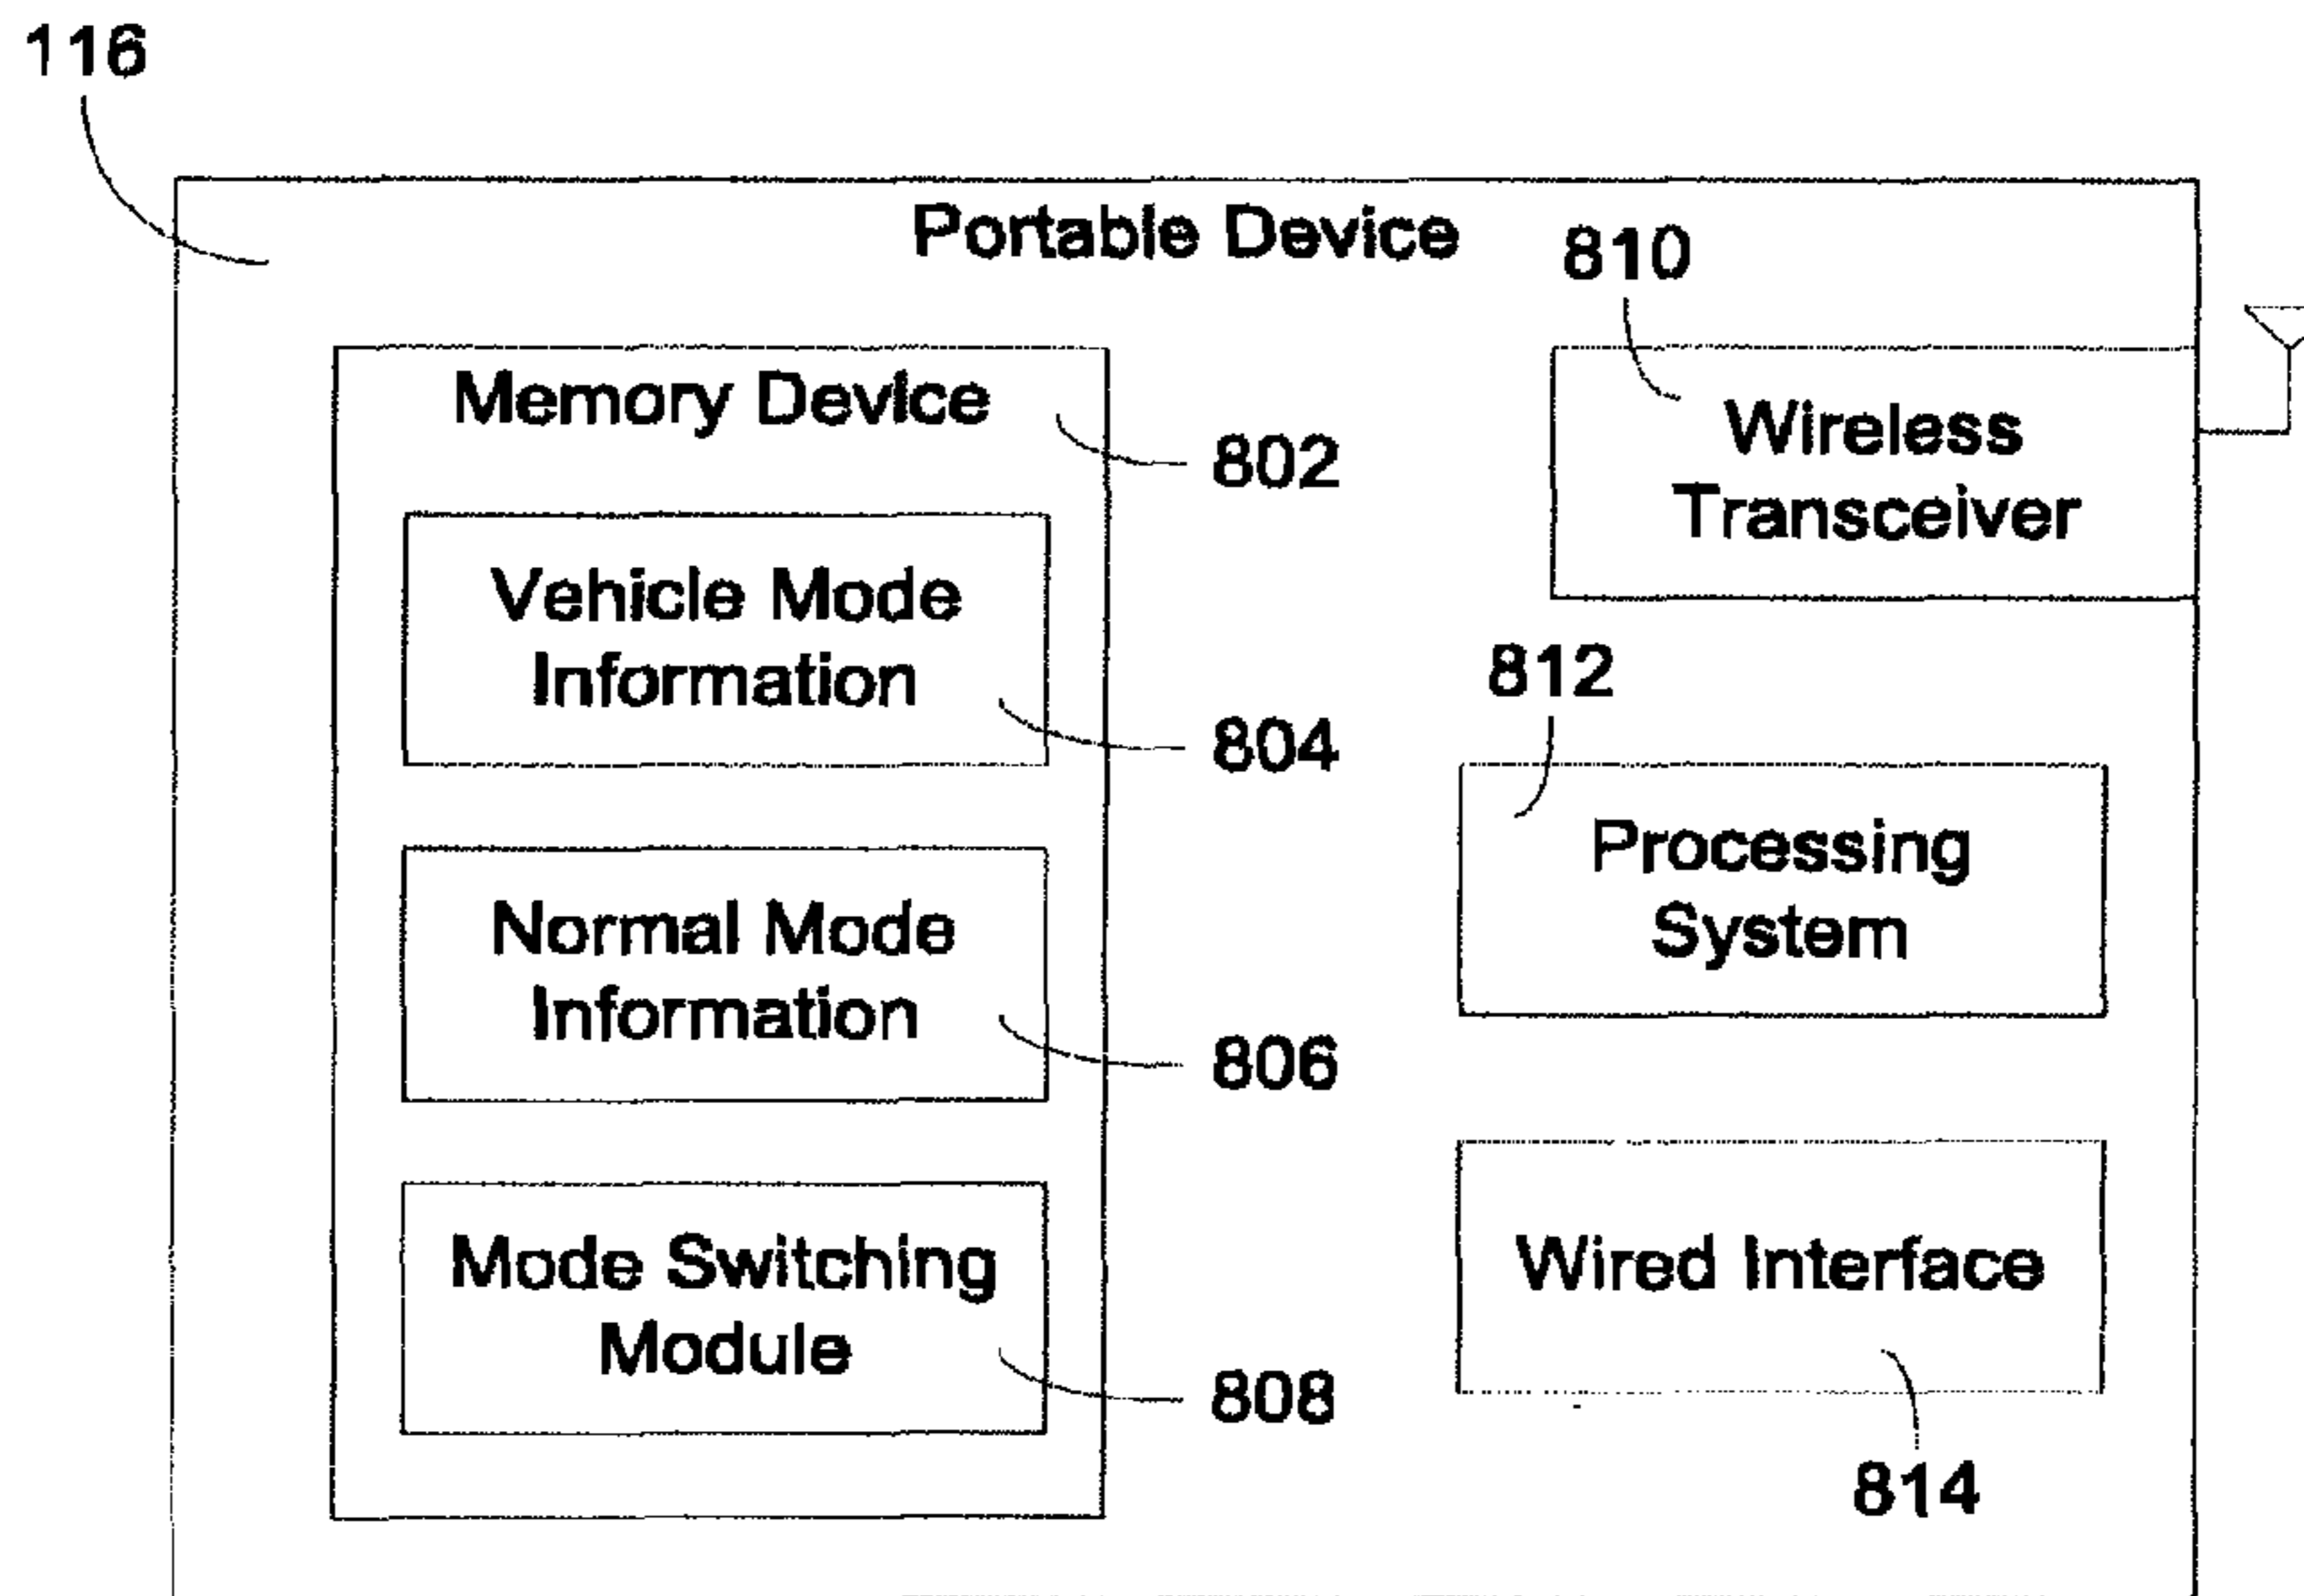 116
Portable Device
810
Memory Device
802
Wireless
Transceiver
Vehicle Mode
Information
804
812
Processing
System
Normal Mode
Information
806
Mode Switching
Module
808
Wired Interface
814